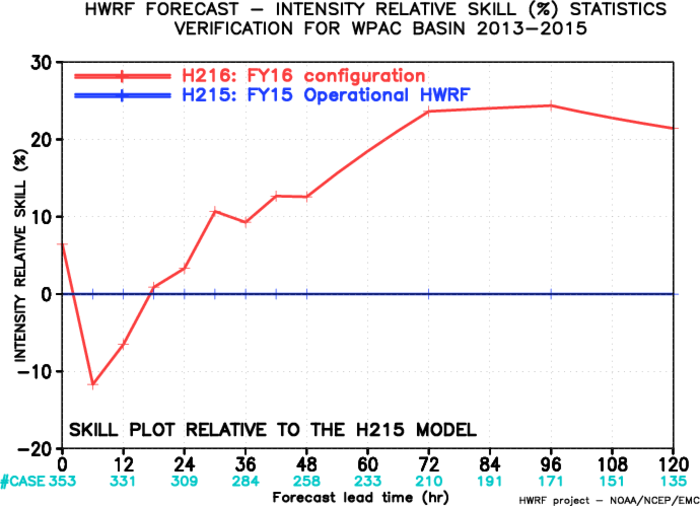 HWRF FORECAST – INTENSITY RELATIVE SKILL (%) STATISTICS
VERIFICATION FOR WPAC BASIN 2013–2015
H216: FY16 configuration
H215: FY15 Operational HWRF
INTENSITY RELATIVE SKILL (%)
30
20
10
0
–10
–20
SKILL PLOT RELATIVE TO THE H215 MODEL
0 12 24 36 48 60 72 84 96 108 120
#CASE 353 331 309 284 258 233 210 191 171 151 135
Forecast lead time (hr)
HWRF project – NOAA/NCEP/EMC